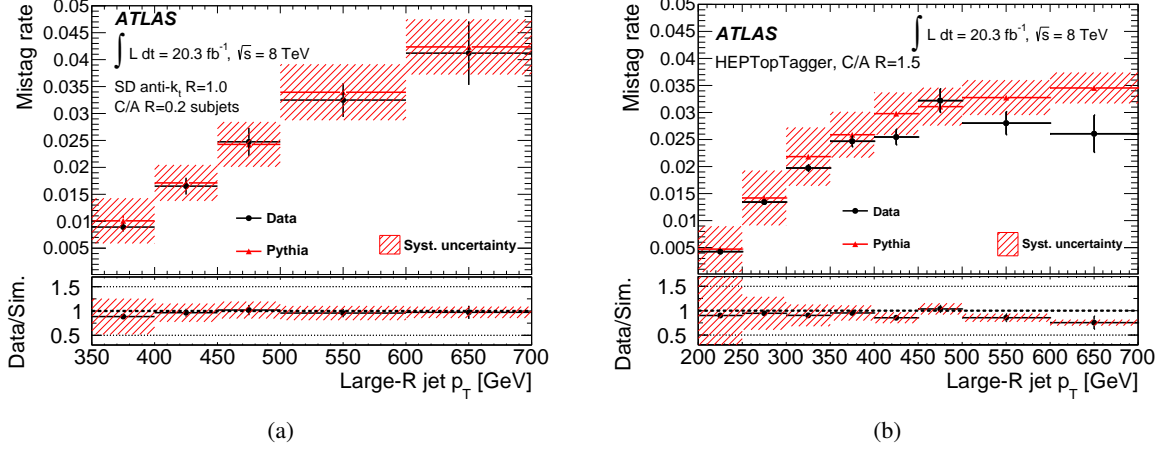 Mistag rate
0.05
0.045
0.04
0.035
0.03
0.025
0.02
0.015
0.01
0.005
ATLAS
∫ L dt = 20.3 fb⁻¹, √s = 8 TeV
SD anti-kₜ R=1.0
C/A R=0.2 subjets
Data
Pythia
Syst. uncertainty
Data/Sim.
1.5
1
0.5
350 400 450 500 550 600 650 700
Large-R jet p_T [GeV]
(a)
Mistag rate
0.05
0.045
0.04
0.035
0.03
0.025
0.02
0.015
0.01
0.005
ATLAS
∫ L dt = 20.3 fb⁻¹, √s = 8 TeV
HEPTopTagger, C/A R=1.5
Data
Pythia
Syst. uncertainty
Data/Sim.
1.5
1
0.5
200 250 300 350 400 450 500 550 600 650 700
Large-R jet p_T [GeV]
(b)